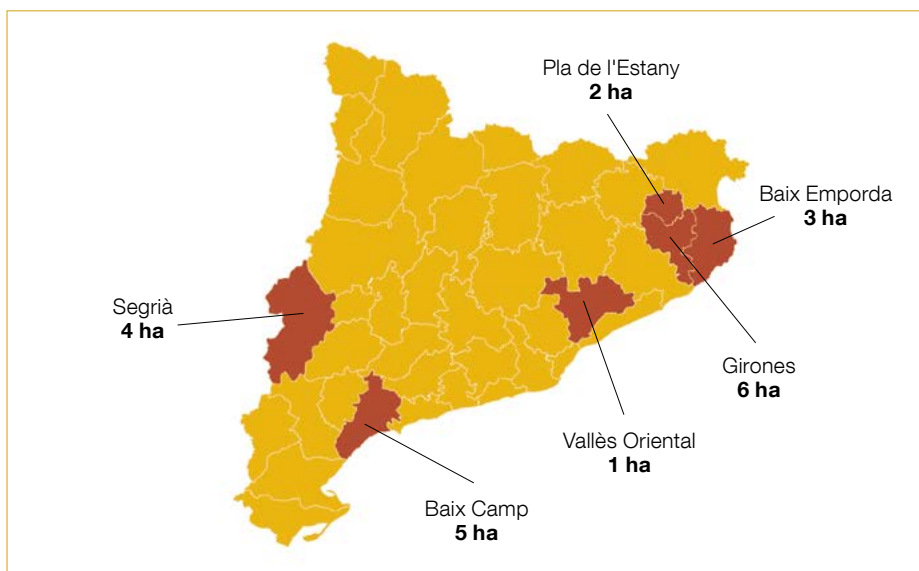 Pla de l'Estany
2 ha
Baix Emporda
3 ha
Segrià
4 ha
Girones
6 ha
Vallès Oriental
1 ha
Baix Camp
5 ha